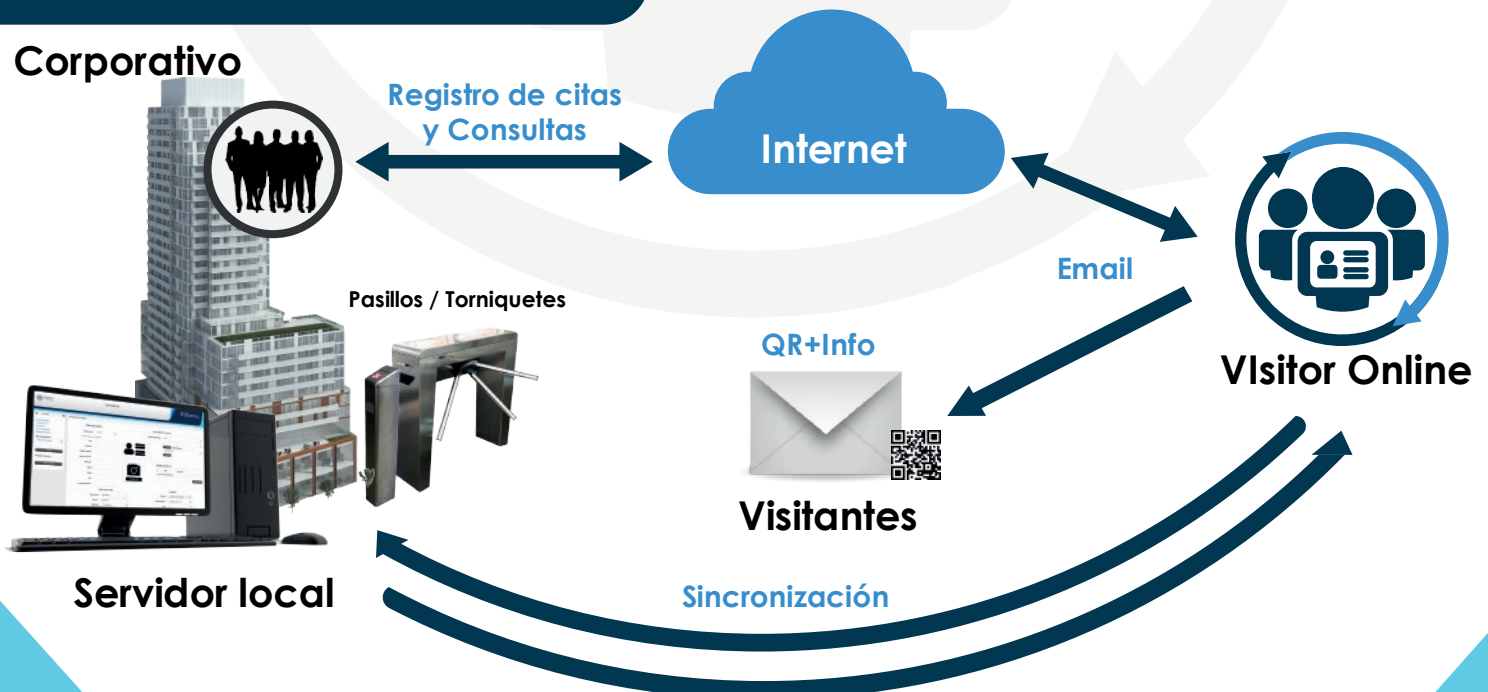 Corporativo
Registro de citas
y Consultas
Internet
Pasillos / Torniquetes
Email
QR+Info
VIsitor Online
Visitantes
Servidor local
Sincronización